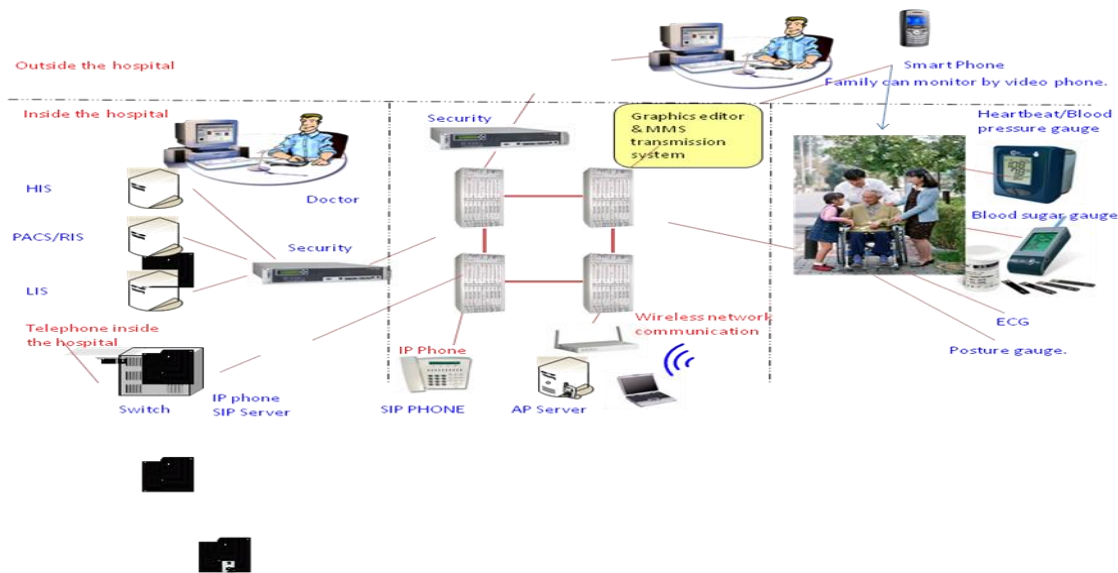 Outside the hospital
Smart Phone
Family can monitor by video phone.
Inside the hospital
Security
Graphics editor
& MMS
transmission
system
Heartbeat/Blood
pressure gauge
HIS
Doctor
Blood sugar gauge
PACS/RIS
Security
LIS
Telephone inside
the hospital
Wireless network
communication
ECG
IP Phone
Posture gauge.
Switch
IP phone
SIP Server
SIP PHONE
AP Server